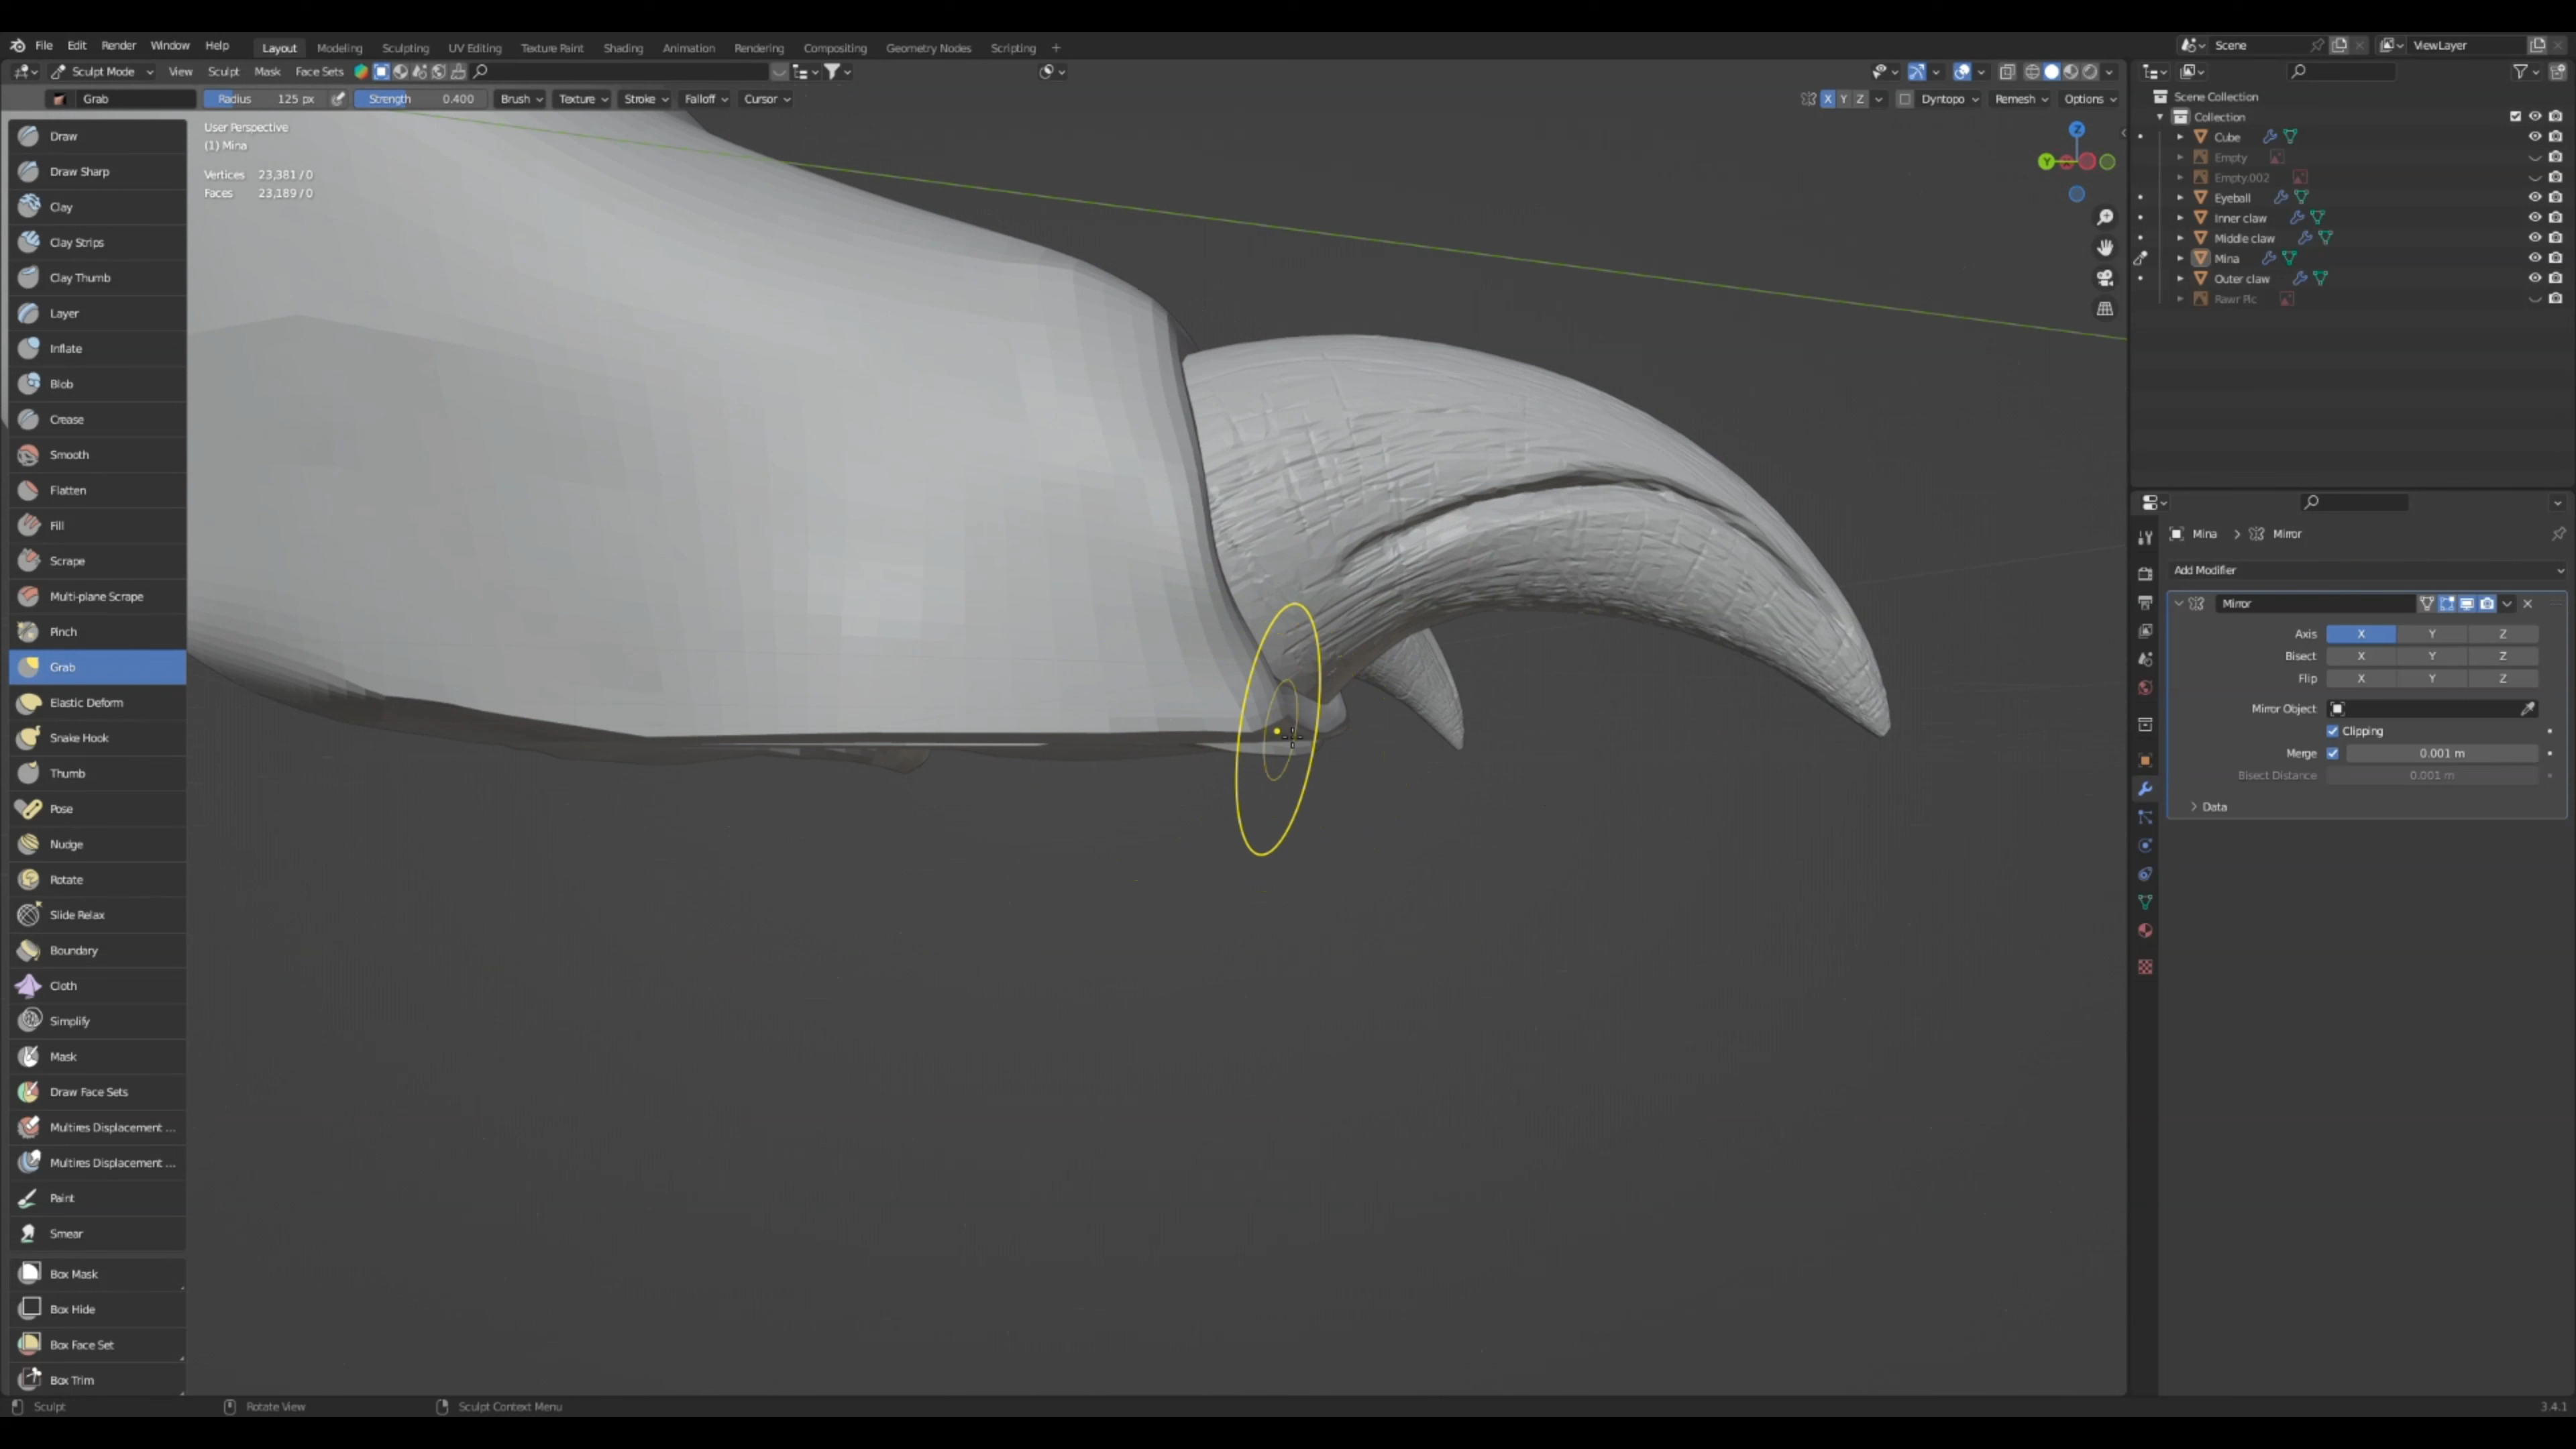 File Edit Render Window Help Layout Modeling Sculpting UV Editing Texture Paint Shading Animation Rendering Compositing Geometry Nodes Scripting + Scene ViewLayer
Sculpt Mode View Sculpt Mask Face Sets
Grab Radius 125 px Strength 0.400 Brush Texture Stroke Falloff Cursor X Y Z Dyntopo Remesh Options
User Perspective
(1) Mina
Vertices 23,381/0
Faces 23,189/0
Z
Y
Draw
Draw Sharp
Clay
Clay Strips
Clay Thumb
Layer
Inflate
Blob
Crease
Smooth
Flatten
Fill
Scrape
Multi-plane Scrape
Pinch
Grab
Elastic Deform
Snake Hook
Thumb
Pose
Nudge
Rotate
Slide Relax
Boundary
Cloth
Simplify
Mask
Draw Face Sets
Multires Displacement ...
Multires Displacement ...
Paint
Smear
Box Mask
Box Hide
Box Face Set
Box Trim
Scene Collection
Collection
Cube
Empty
Empty.002
Eyeball
Inner claw
Middle claw
Mina
Outer claw
Rawr Pic
Mina > Mirror
Add Modifier
Mirror
Axis X Y Z
Bisect X Y Z
Flip X Y Z
Mirror Object
Clipping
Merge 0.001 m
Bisect Distance 0.001 m
Data
Sculpt Rotate View Sculpt Context Menu 3.4.1